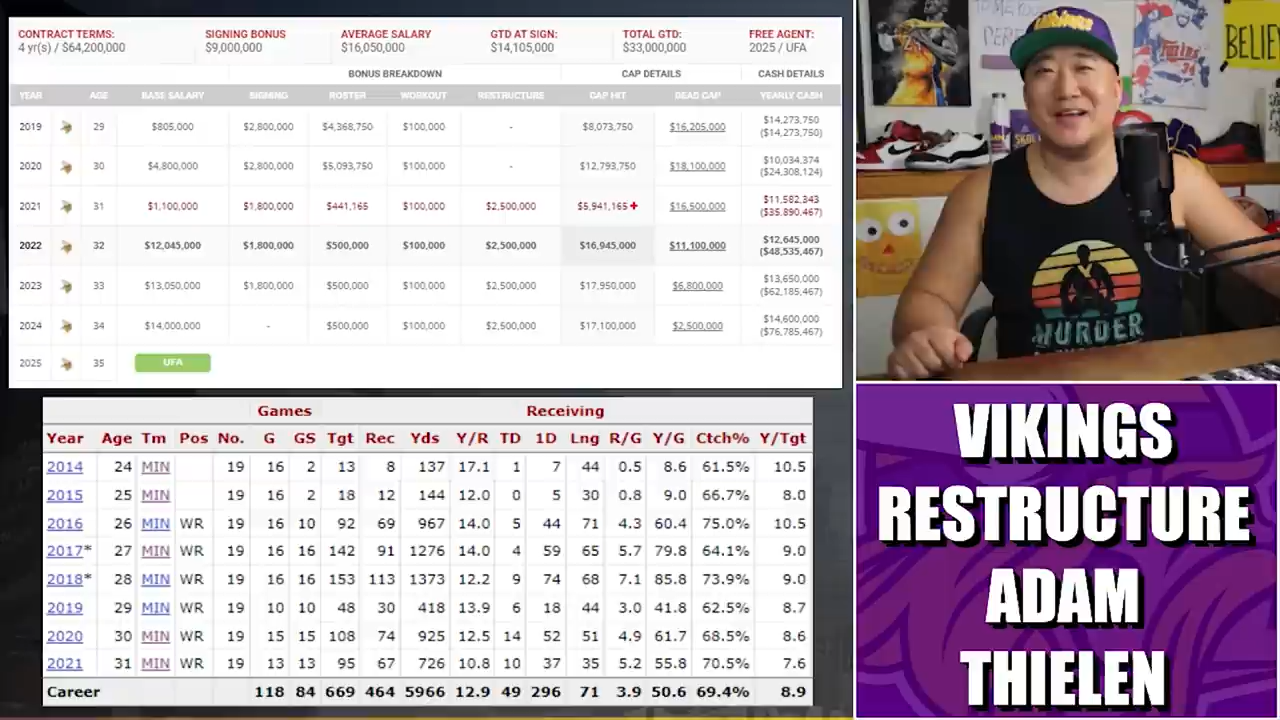 CONTRACT TERMS: SIGNING BONUS AVERAGE SALARY GTD AT SIGN: TOTAL GTD: FREE AGENT:
4 yr(s) / $64,200,000 $9,000,000 $16,050,000 $14,105,000 $33,000,000 2025 / UFA
BONUS BREAKDOWN CAP DETAILS CASH DETAILS
YEAR AGE BASE SALARY SIGNING ROSTER WORKOUT RESTRUCTURE CAP HIT DEAD CAP YEARLY CASH
2019 29 $805,000 $2,800,000 $4,368,750 $100,000 - $8,073,750 $16,205,000 $14,273,750
($14,273,750)
2020 30 $4,800,000 $2,800,000 $5,093,750 $100,000 - $12,793,750 $18,100,000 $10,034,374
($24,308,124)
2021 31 $1,100,000 $1,800,000 $441,165 $100,000 $2,500,000 $5,941,165 + $16,500,000 $11,582,343
($35,890,467)
2022 32 $12,045,000 $1,800,000 $500,000 $100,000 $2,500,000 $16,945,000 $11,100,000 $12,645,000
($48,535,467)
2023 33 $13,050,000 $1,800,000 $500,000 $100,000 $2,500,000 $17,950,000 $6,800,000 $13,650,000
($62,185,467)
2024 34 $14,000,000 - $500,000 $100,000 $2,500,000 $17,100,000 $2,500,000 $14,600,000
($76,785,467)
2025 35 UFA
Games Receiving
Year Age Tm Pos No. G GS Tgt Rec Yds Y/R TD 1D Lng R/G Y/G Ctch% Y/Tgt
2014 24 MIN 19 16 2 13 8 137 17.1 1 7 44 0.5 8.6 61.5% 10.5
2015 25 MIN 19 16 2 18 12 144 12.0 0 5 30 0.8 9.0 66.7% 8.0
2016 26 MIN WR 19 16 10 92 69 967 14.0 5 44 71 4.3 60.4 75.0% 10.5
2017* 27 MIN WR 19 16 16 142 91 1276 14.0 4 59 65 5.7 79.8 64.1% 9.0
2018* 28 MIN WR 19 16 16 153 113 1373 12.2 9 74 68 7.1 85.8 73.9% 9.0
2019 29 MIN WR 19 10 10 48 30 418 13.9 6 18 44 3.0 41.8 62.5% 8.7
2020 30 MIN WR 19 15 15 108 74 925 12.5 14 52 51 4.9 61.7 68.5% 8.6
2021 31 MIN WR 19 13 13 95 67 726 10.8 10 37 35 5.2 55.8 70.5% 7.6
Career 118 84 669 464 5966 12.9 49 296 71 3.9 50.6 69.4% 8.9
BELIE
SKOL
MURDER
VIKINGS
RESTRUCTURE
ADAM
THIELEN